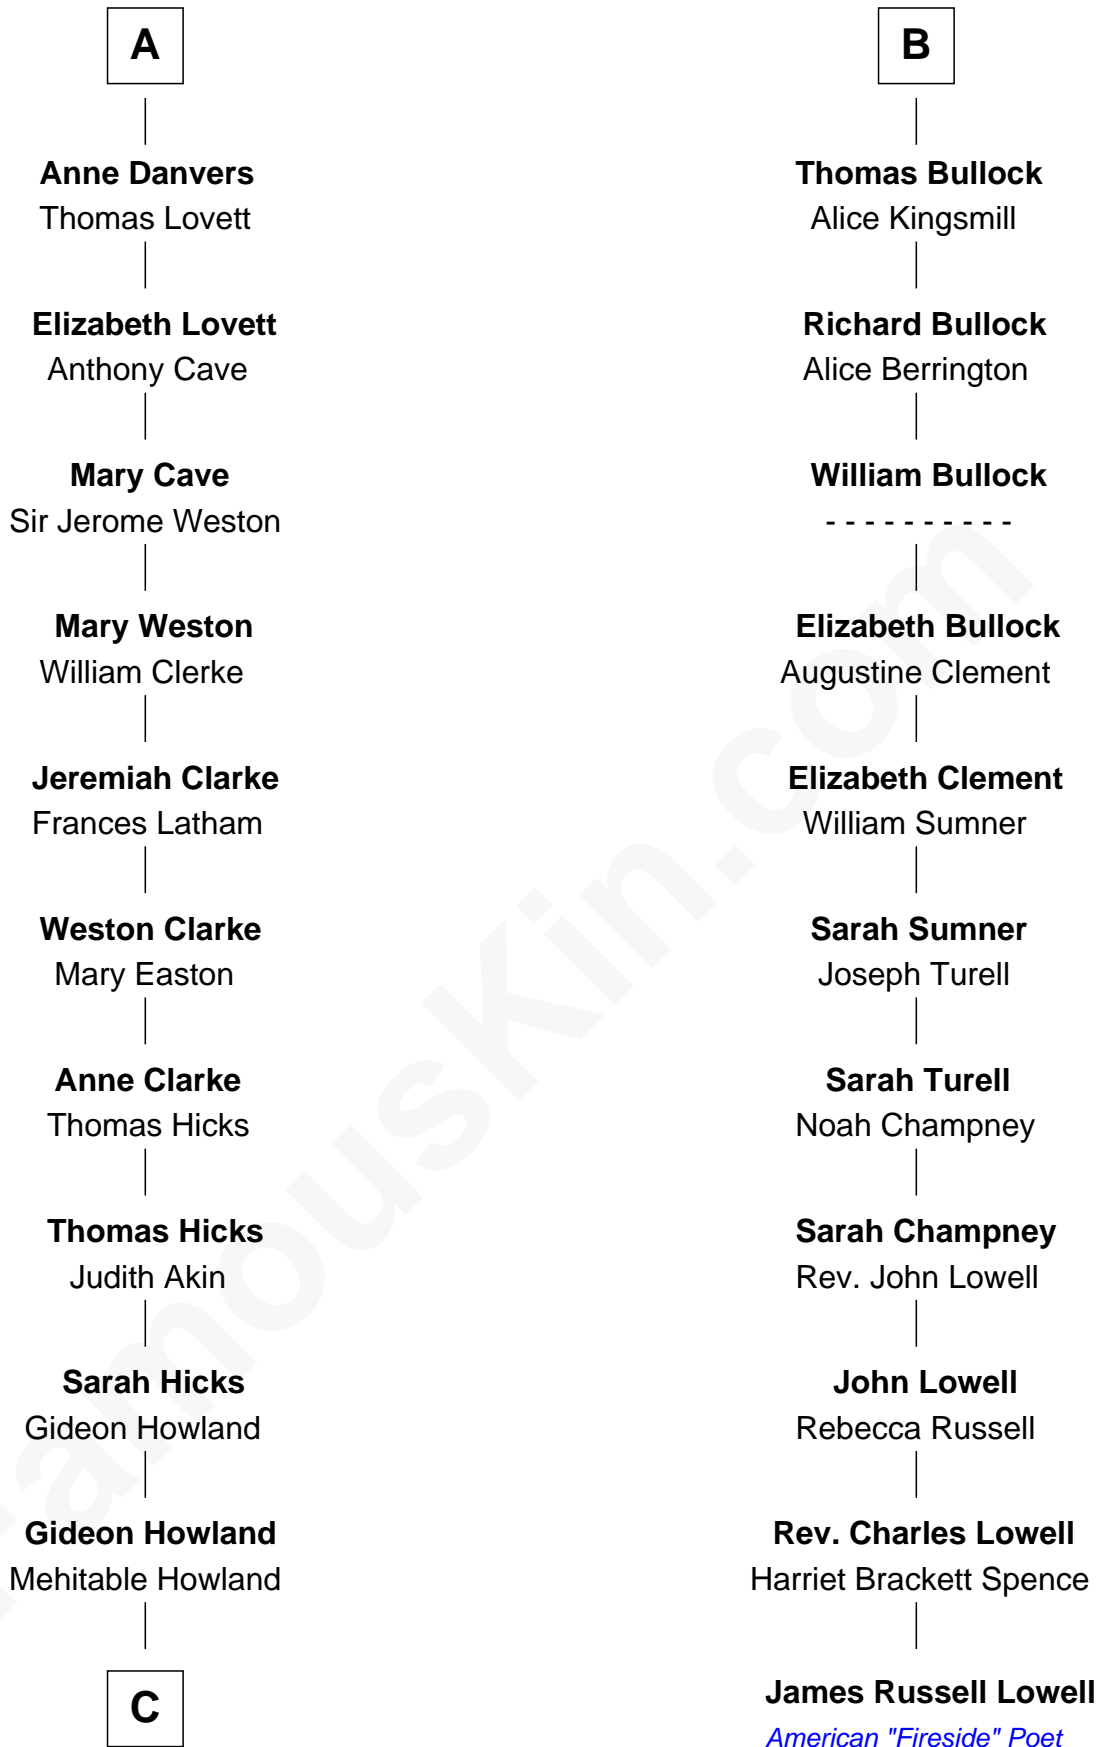 A
Anne Danvers
Thomas Lovett
Elizabeth Lovett
Anthony Cave
Mary Cave
Sir Jerome Weston
Mary Weston
William Clerke
Jeremiah Clarke
Frances Latham
Weston Clarke
Mary Easton
Anne Clarke
Thomas Hicks
Thomas Hicks
Judith Akin
Sarah Hicks
Gideon Howland
Gideon Howland
Mehitable Howland
C
B
Thomas Bullock
Alice Kingsmill
Richard Bullock
Alice Berrington
William Bullock
- - - - - - - - - -
Elizabeth Bullock
Augustine Clement
Elizabeth Clement
William Sumner
Sarah Sumner
Joseph Turell
Sarah Turell
Noah Champney
Sarah Champney
Rev. John Lowell
John Lowell
Rebecca Russell
Rev. Charles Lowell
Harriet Brackett Spence
James Russell Lowell
American "Fireside" Poet
FamousKin.com